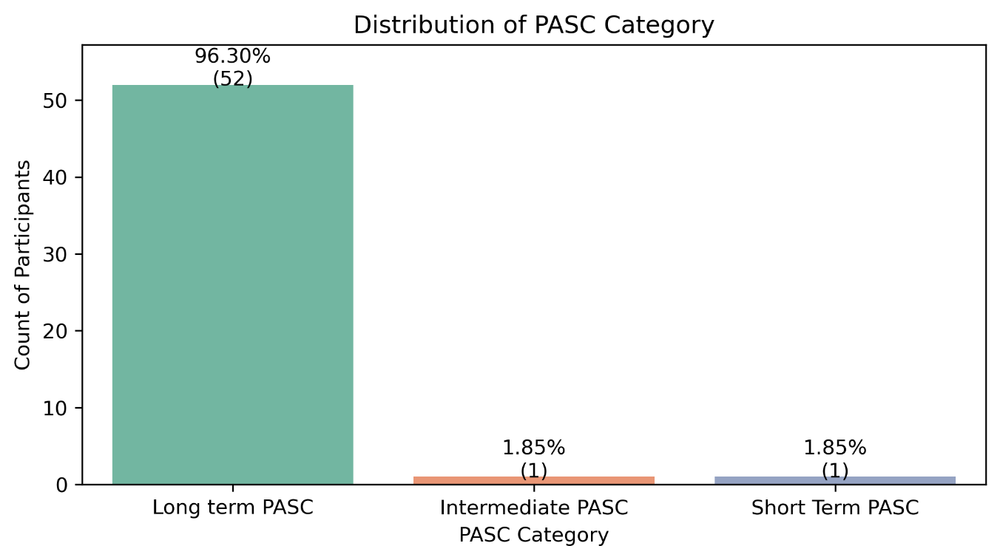 Distribution of PASC Category
96.30%
(52)
1.85%
(1)
1.85%
(1)
50
40
30
20
10
0
Count of Participants
Long term PASC
Intermediate PASC
Short Term PASC
PASC Category